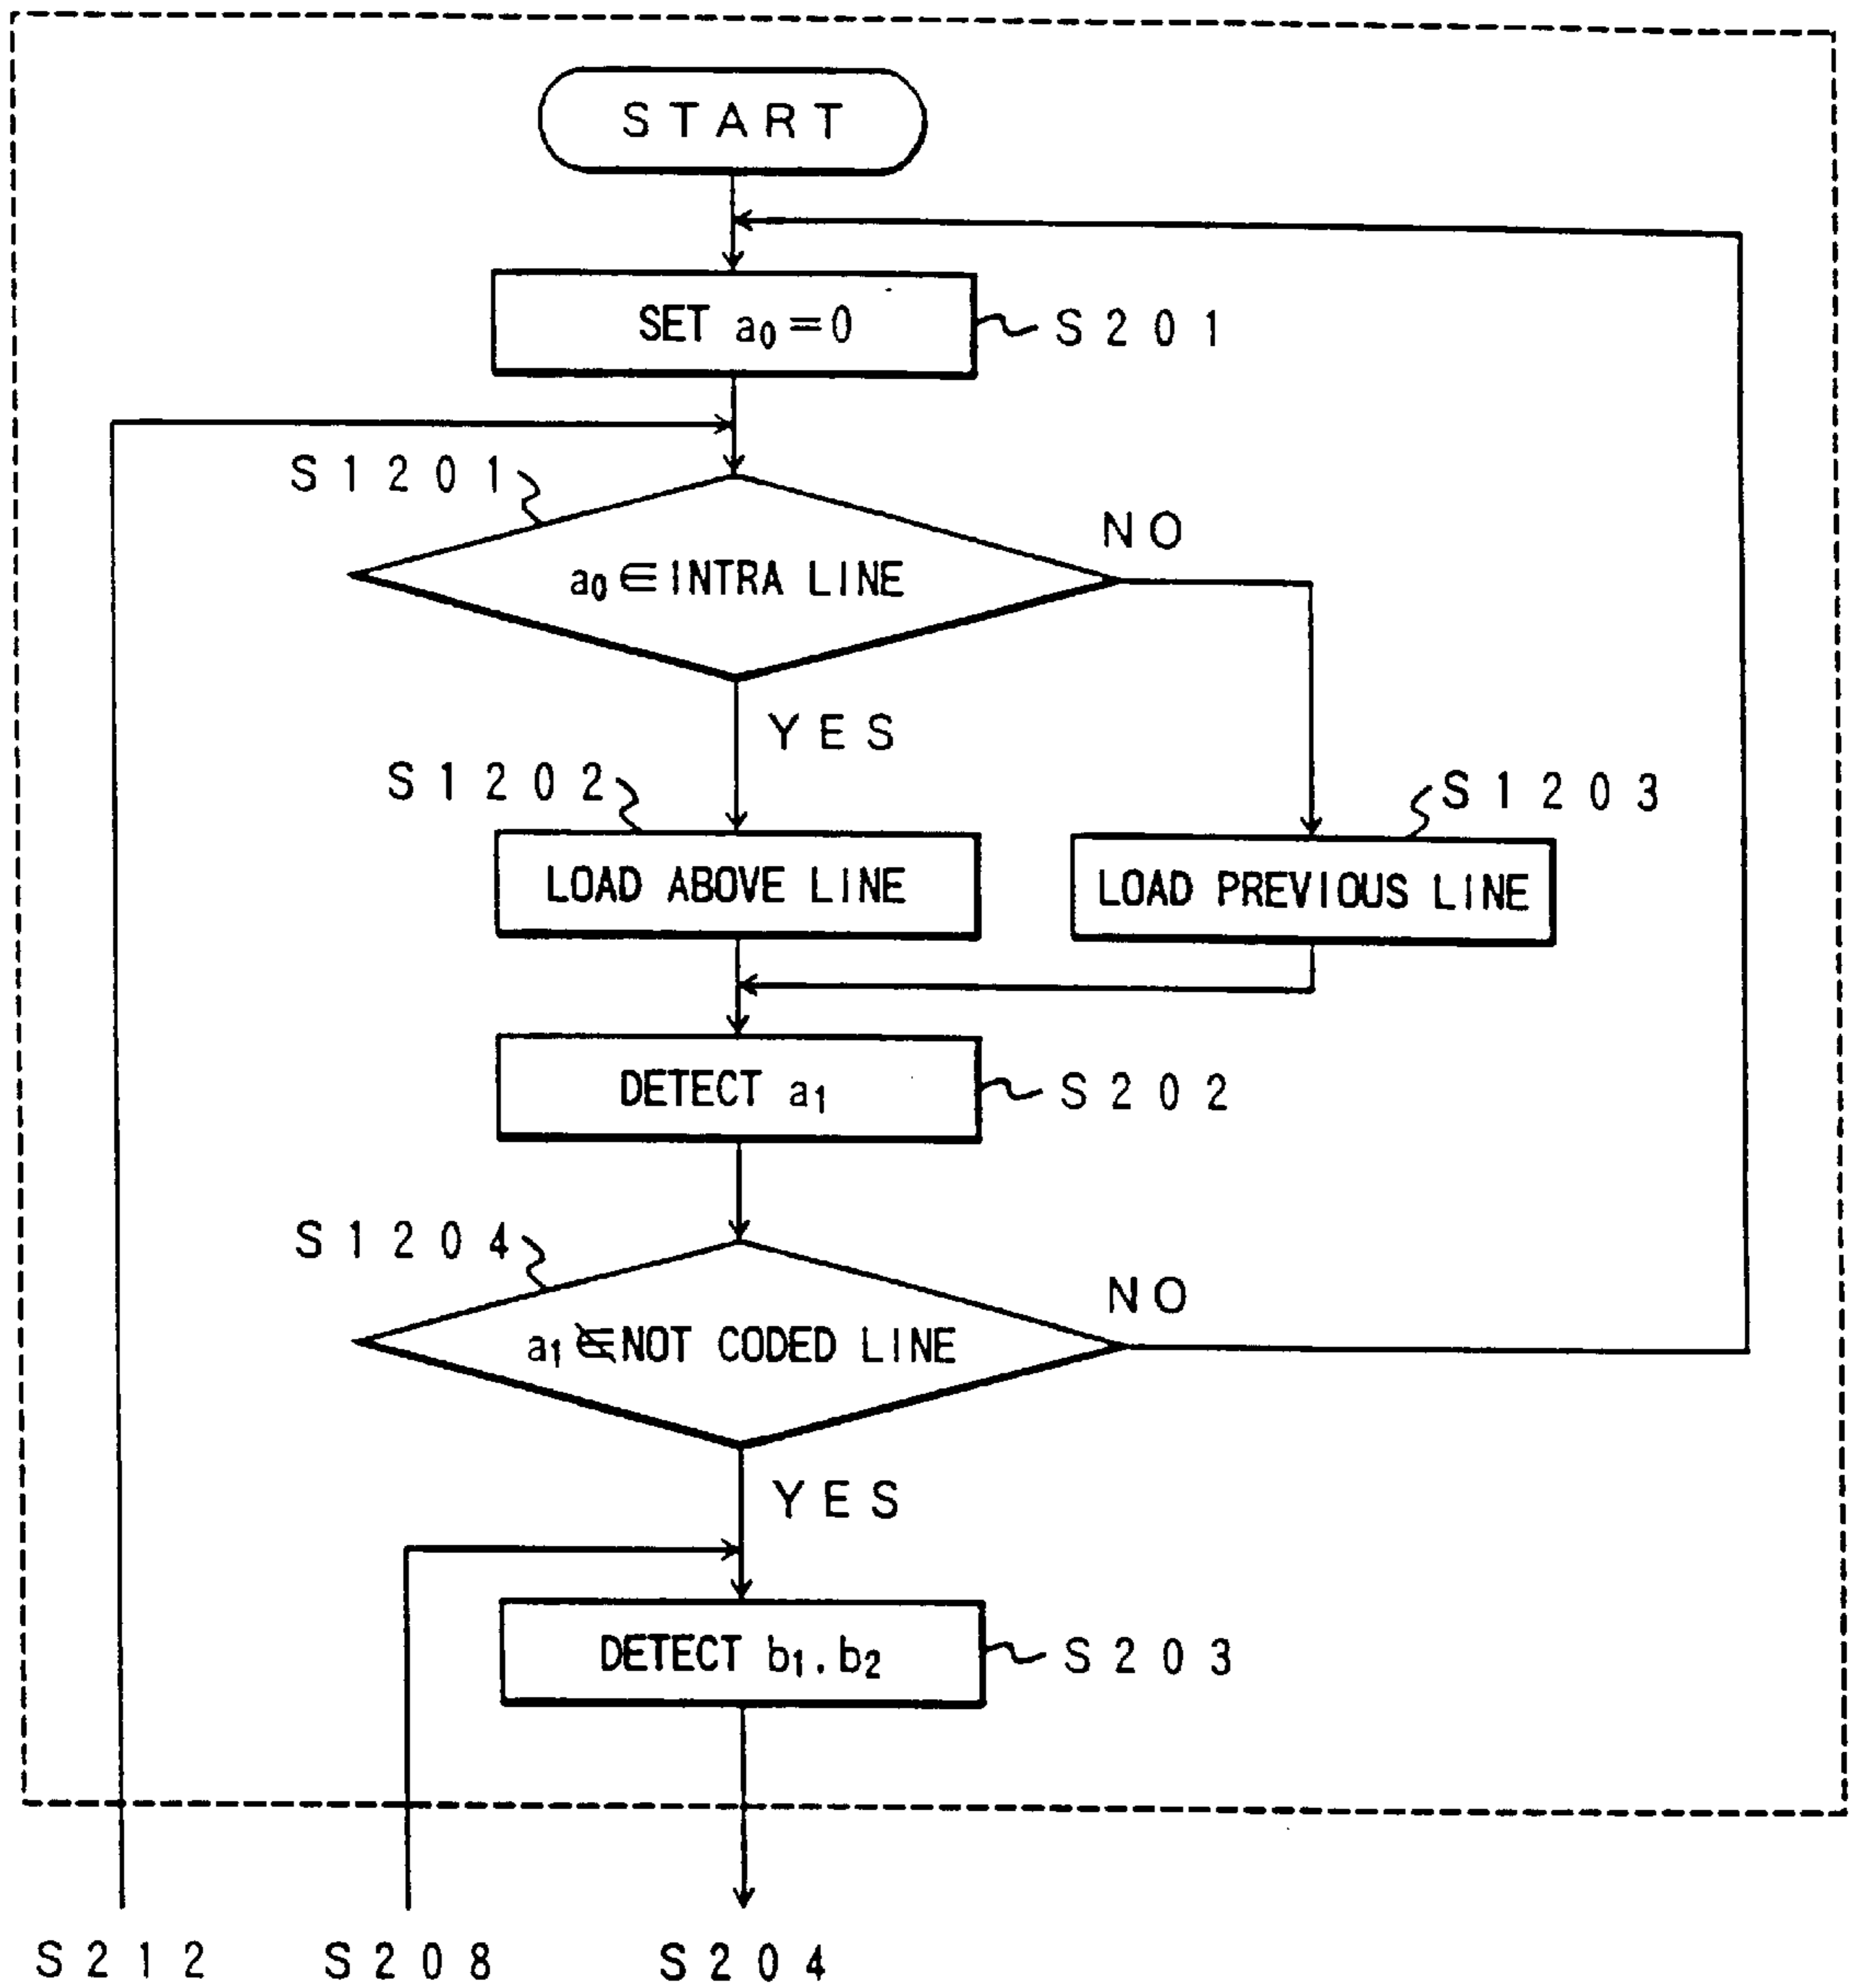 START
SET a₀=0
S201
S1201
a₀∈INTRA LINE
NO
YES
S1202
S1203
LOAD ABOVE LINE
LOAD PREVIOUS LINE
DETECT a₁
S202
S1204
a₁∉NOT CODED LINE
NO
YES
DETECT b₁.b₂
S203
S212
S208
S204